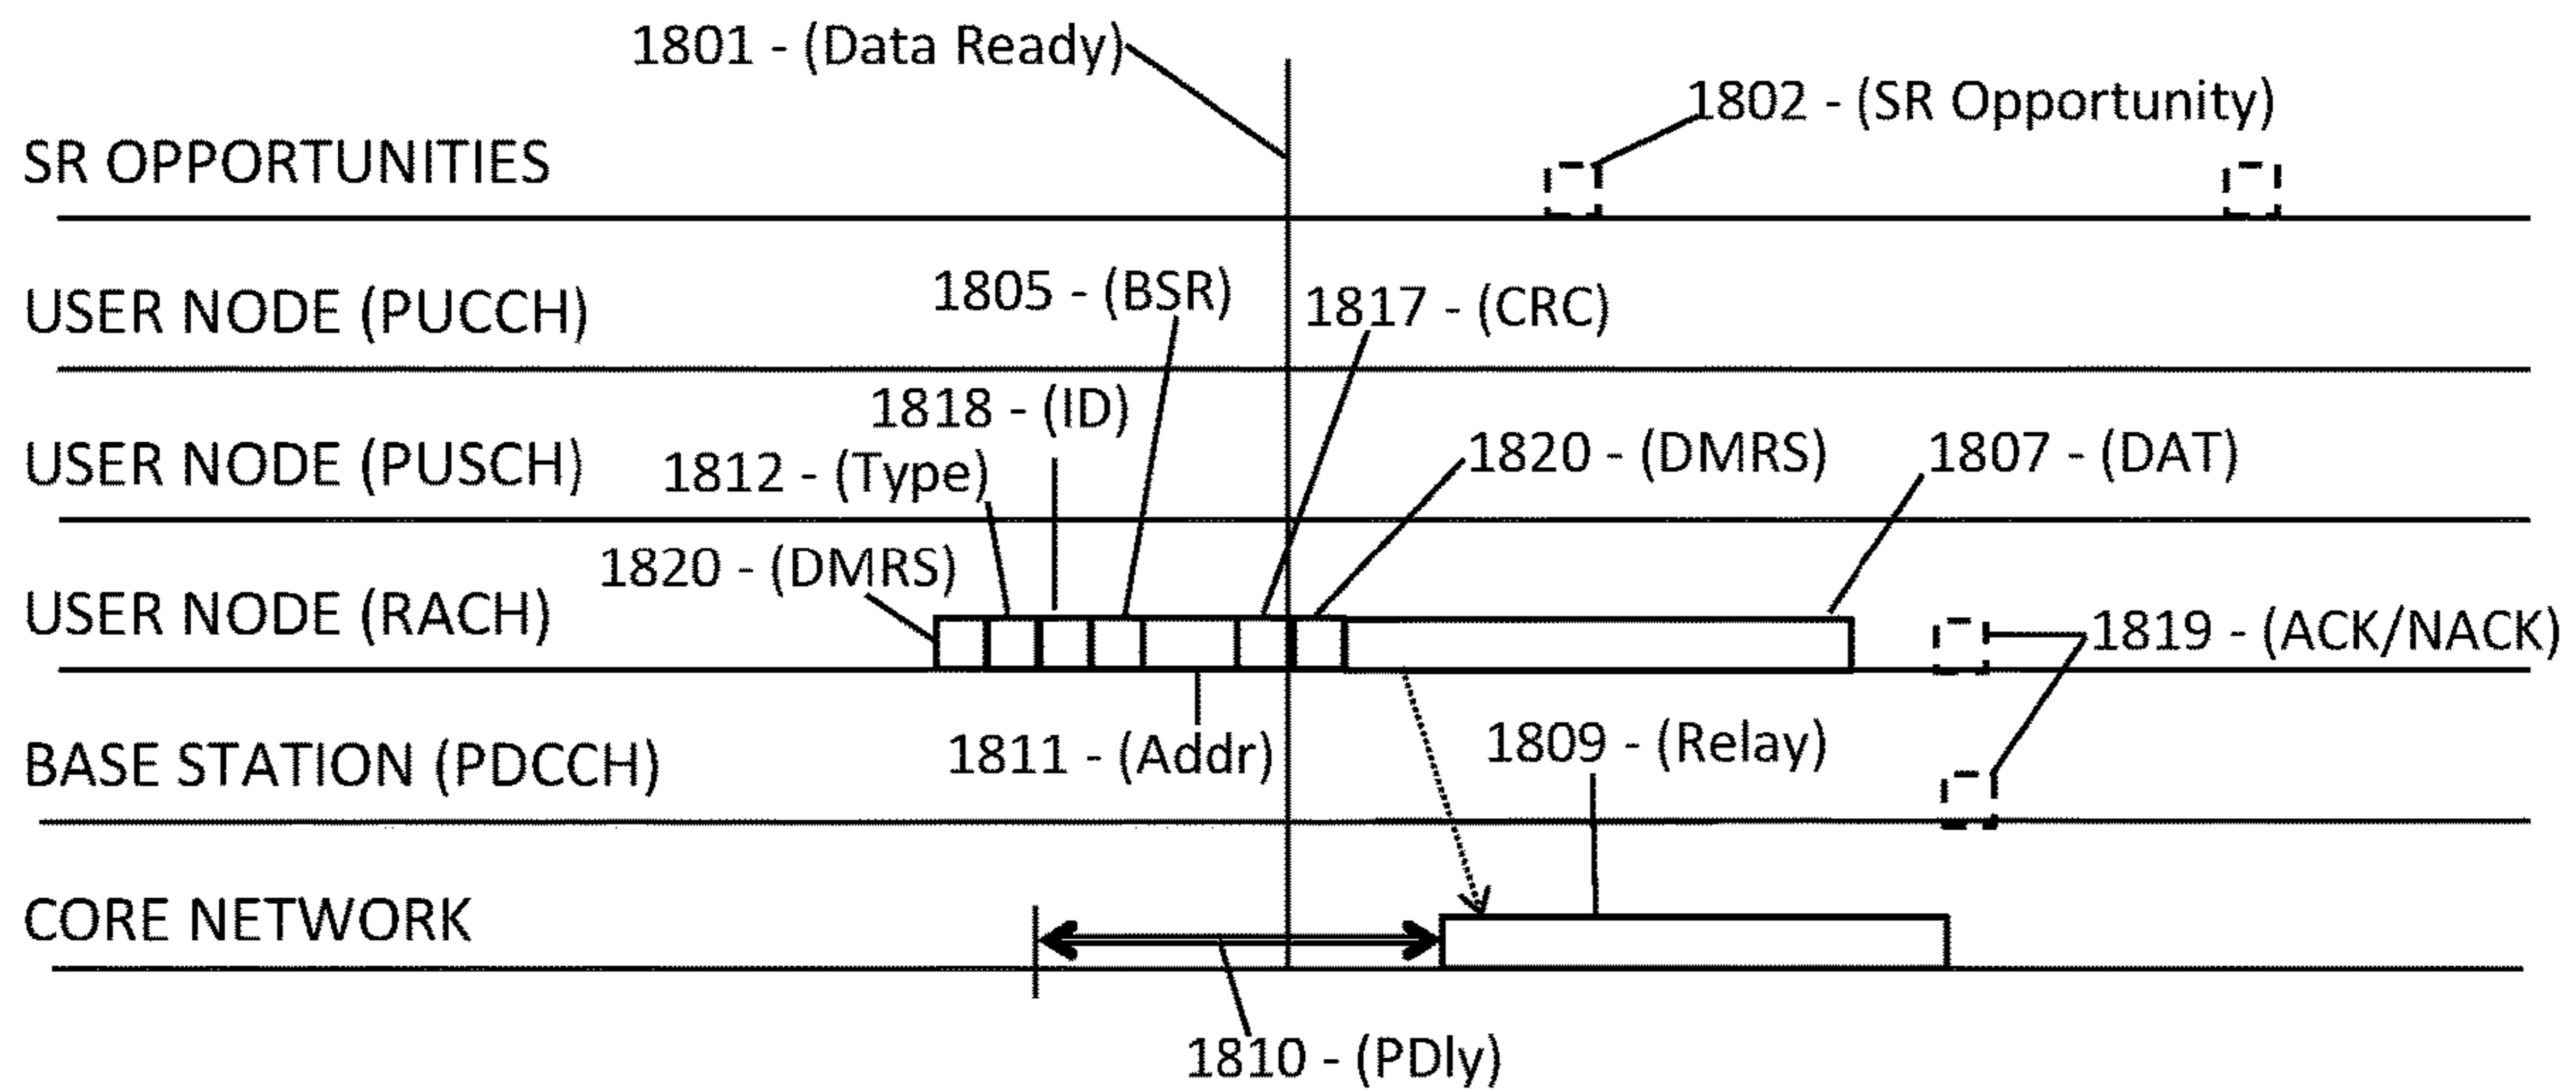 1801 - (Data Ready)
1802 - (SR Opportunity)
SR OPPORTUNITIES
1805 - (BSR)
1817 - (CRC)
USER NODE (PUCCH)
1818 - (ID)
1820 - (DMRS)
1807 - (DAT)
USER NODE (PUSCH)
1812 - (Type)
1820 - (DMRS)
USER NODE (RACH)
1819 - (ACK/NACK)
1811 - (Addr)
1809 - (Relay)
BASE STATION (PDCCH)
CORE NETWORK
1810 - (PDly)